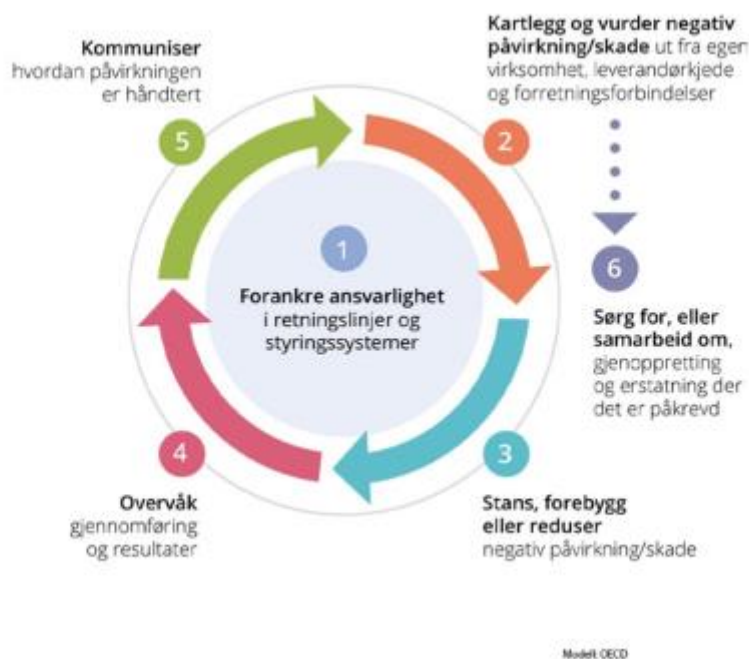 1
Forankre ansvarlighet
i retningslinjer og
styringssystemer
2
Kartlegg og vurder negativ
påvirkning/skade ut fra egen
virksomhet, leverandørkjede
og forretningsforbindelser
3
Stans, forebygg
eller reduser
negativ påvirkning/skade
4
Overvåk
gjennomføring
og resultater
5
Kommuniser
hvordan påvirkningen
er håndtert
6
Sørg for, eller
samarbeid om,
gjenoppretting
og erstatning der
det er påkrevd
Modell: OECD